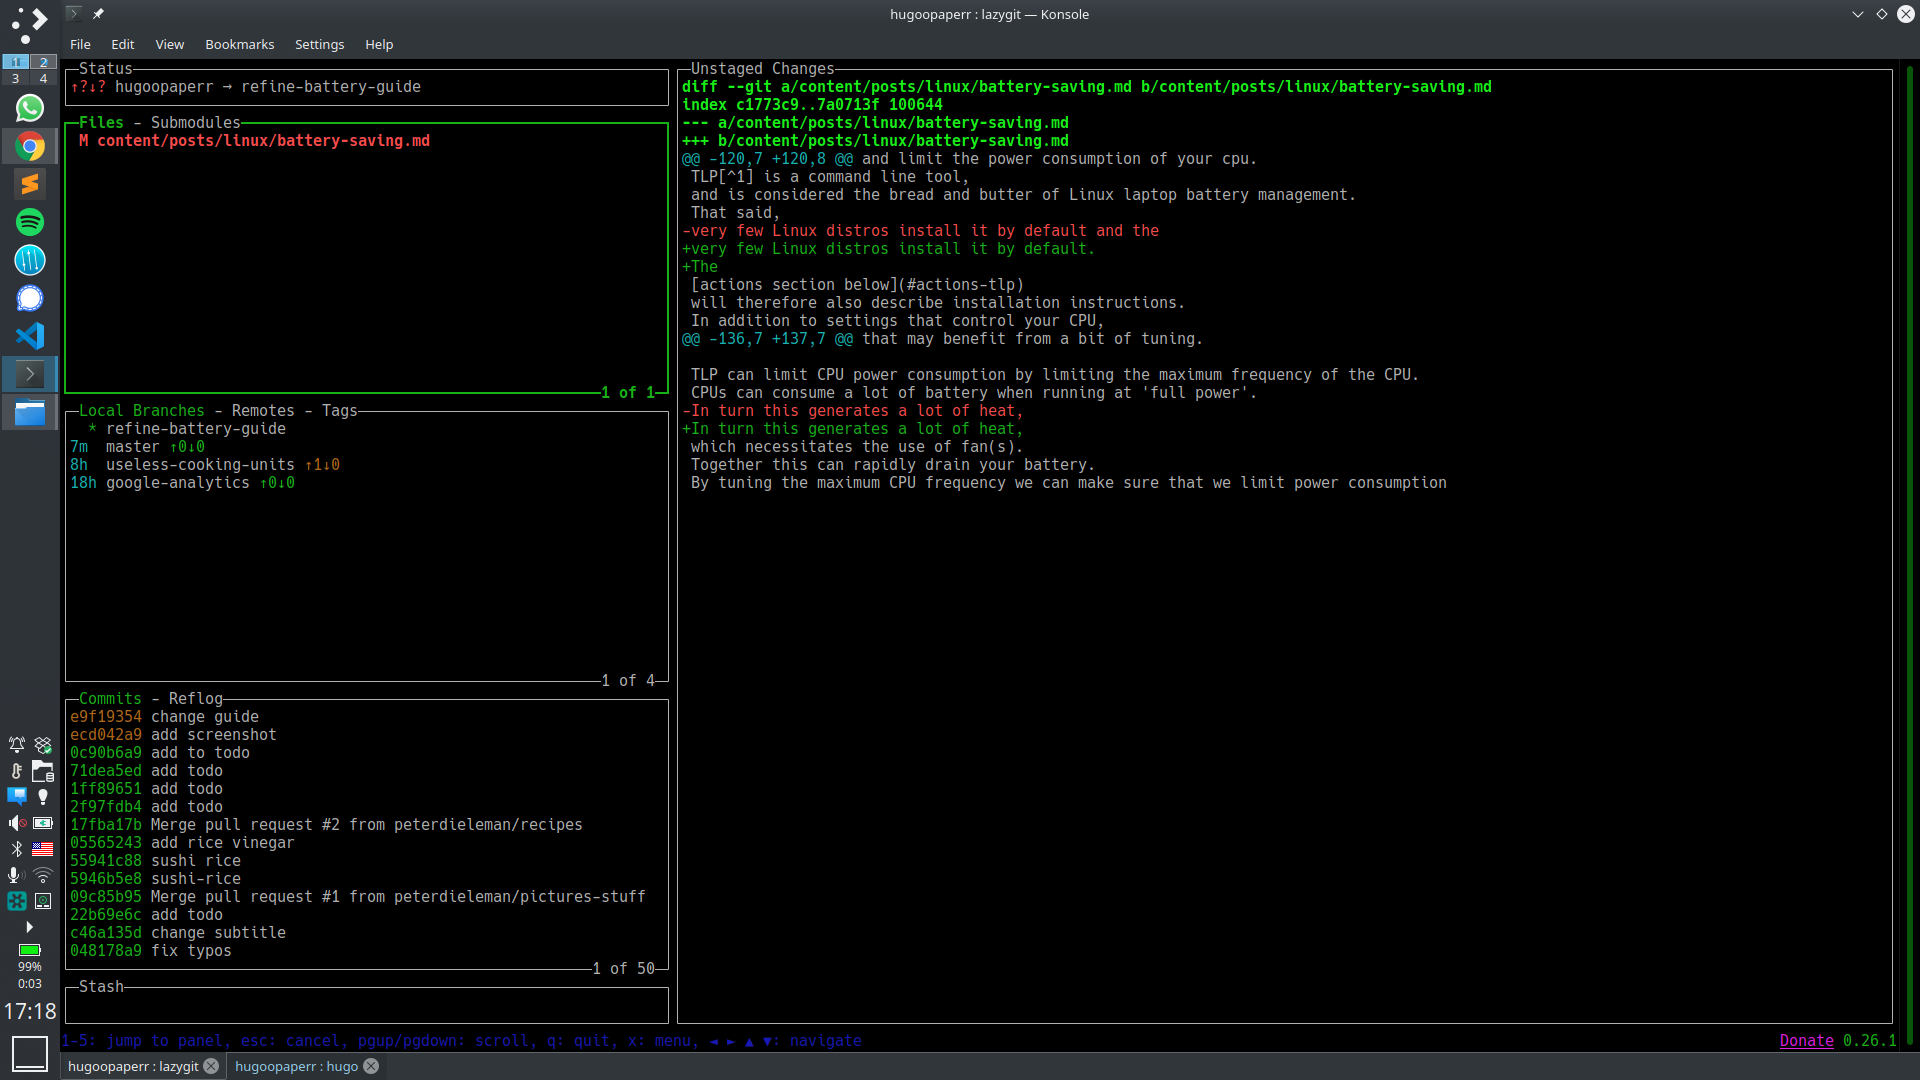 hugoopaperr : lazygit — Konsole
File Edit View Bookmarks Settings Help
1 2
3 4
Status
↑?↓? hugoopaperr → refine-battery-guide
Files - Submodules
M content/posts/linux/battery-saving.md
1 of 1
Local Branches - Remotes - Tags
* refine-battery-guide
7m master ↑0↓0
8h useless-cooking-units ↑1↓0
18h google-analytics ↑0↓0
1 of 4
Commits - Reflog
e9f19354 change guide
ecd042a9 add screenshot
0c90b6a9 add to todo
71dea5ed add todo
1ff89651 add todo
2f97fdb4 add todo
17fba17b Merge pull request #2 from peterdieleman/recipes
05565243 add rice vinegar
55941c88 sushi rice
5946b5e8 sushi-rice
09c85b95 Merge pull request #1 from peterdieleman/pictures-stuff
22b69e6c add todo
c46a135d change subtitle
048178a9 fix typos
1 of 50
Stash
Unstaged Changes
diff --git a/content/posts/linux/battery-saving.md b/content/posts/linux/battery-saving.md
index c1773c9..7a0713f 100644
--- a/content/posts/linux/battery-saving.md
+++ b/content/posts/linux/battery-saving.md
@@ -120,7 +120,8 @@ and limit the power consumption of your cpu.
TLP[^1] is a command line tool,
and is considered the bread and butter of Linux laptop battery management.
That said,
-very few Linux distros install it by default and the
+very few Linux distros install it by default.
+The
[actions section below](#actions-tlp)
will therefore also describe installation instructions.
In addition to settings that control your CPU,
@@ -136,7 +137,7 @@ that may benefit from a bit of tuning.
TLP can limit CPU power consumption by limiting the maximum frequency of the CPU.
CPUs can consume a lot of battery when running at 'full power'.
-In turn this generates a lot of heat,
+In turn this generates a lot of heat,
which necessitates the use of fan(s).
Together this can rapidly drain your battery.
By tuning the maximum CPU frequency we can make sure that we limit power consumption
1-5: jump to panel, esc: cancel, pgup/pgdown: scroll, q: quit, x: menu, ◄ ► ▲ ▼: navigate
Donate 0.26.1
99%
0:03
17:18
hugoopaperr : lazygit
hugoopaperr : hugo